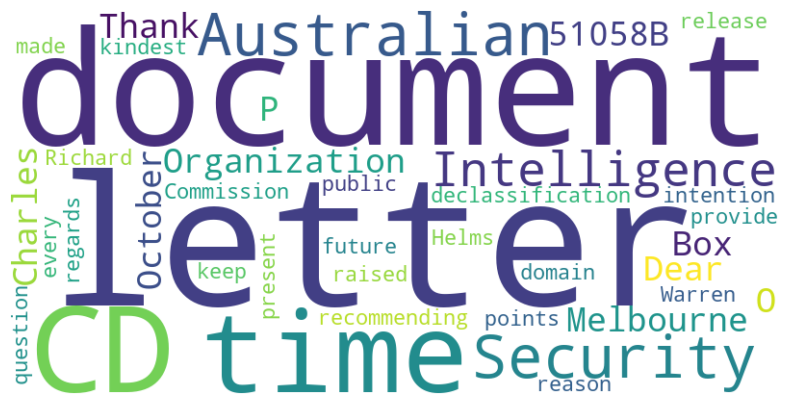 made
Thank
kindest
Australian
51058B
release
document
P
Charles
Richard
October
Organization
Commission
public
Intelligence
declassification
intention
provide
letter
every
regards
keep
present
future
raised
Helms
domain
Box
Dear
Warren
O
question
CD
time
recommending
points
Melbourne
Security
reason